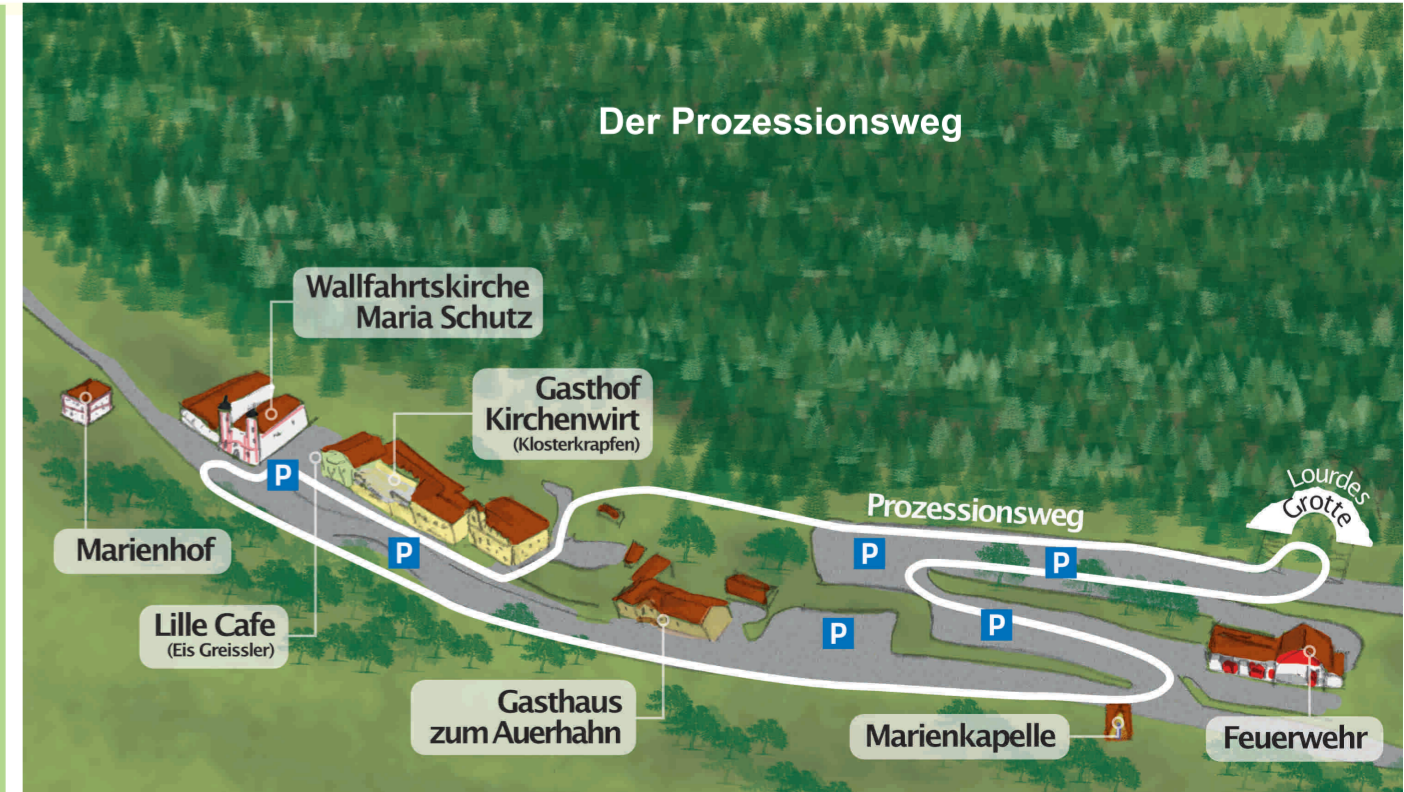 Der Prozessionsweg
Wallfahrtskirche
Maria Schutz
Gasthof
Kirchenwirt
(Klosterkrapfen)
P
P
Marienhof
Lille Cafe
(Eis Greissler)
Gasthaus
zum Auerhahn
Prozessionsweg
Lourdes
Grotte
P
P
P
P
Marienkapelle
Feuerwehr